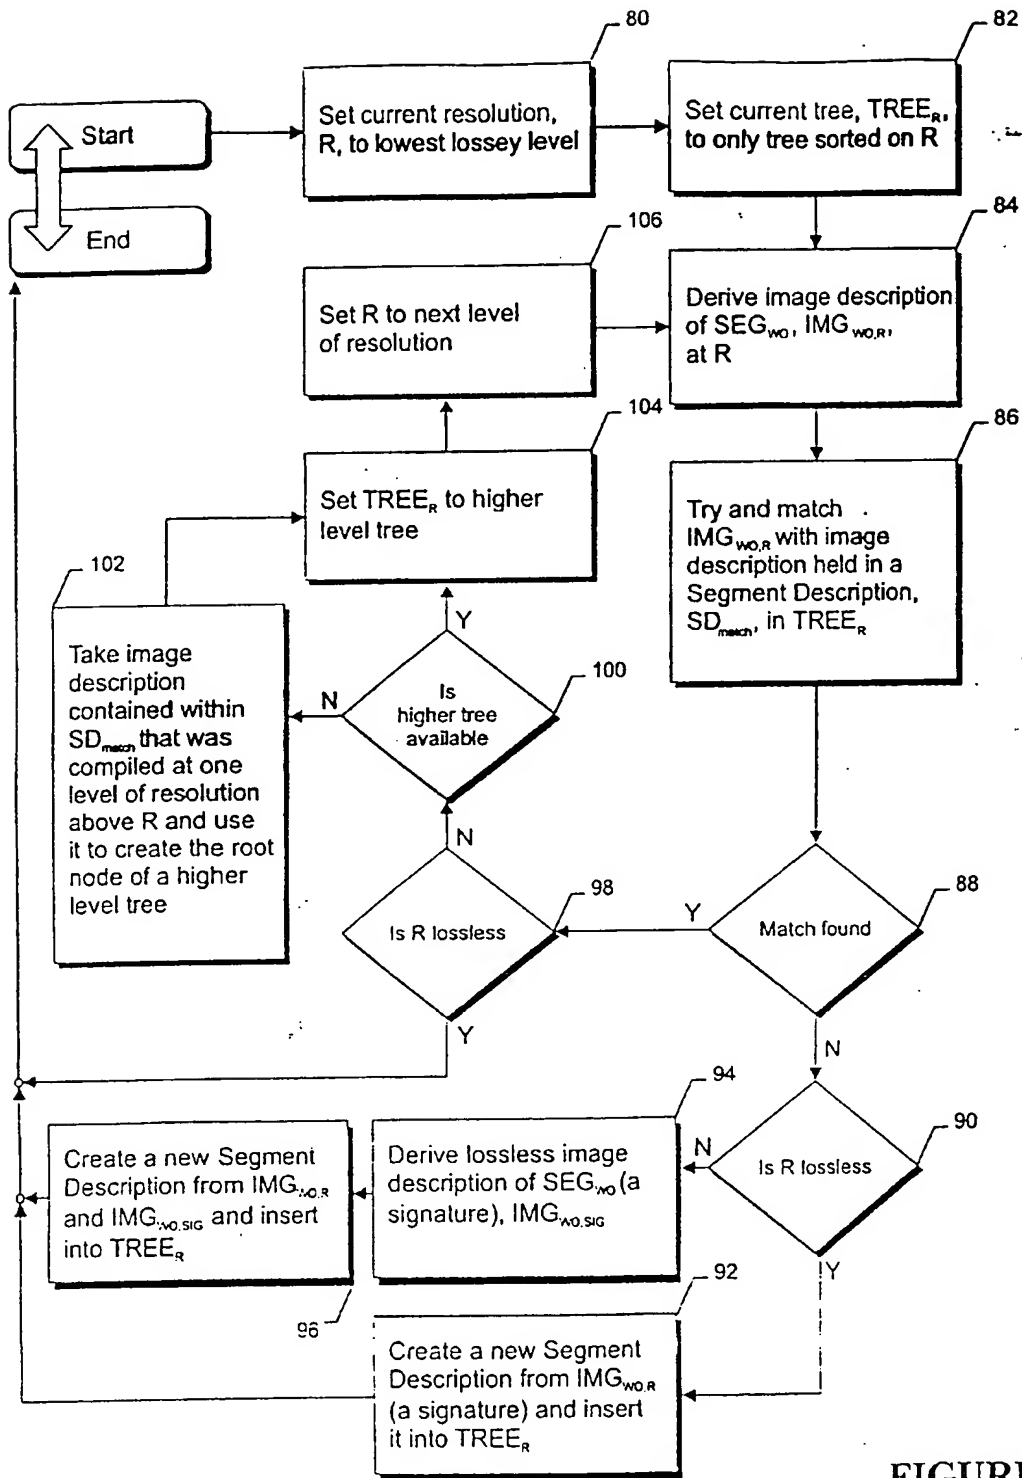 80
82
Start
Set current resolution,
R, to lowest lossey level
Set current tree, TREE_R,
to only tree sorted on R
End
106
84
Set R to next level
of resolution
Derive image description
of SEG_WO, IMG_WO,R,
at R
104
86
Set TREE_R to higher
level tree
Try and match
IMG_WO,R with image
description held in a
Segment Description,
SD_match, in TREE_R
102
Take image
description
contained within
SD_match that was
compiled at one
level of resolution
above R and use
it to create the root
node of a higher
level tree
Y
N
Is
higher tree
available
100
N
Is R lossless
98
Y
Y
Match found
88
N
94
90
Create a new Segment
Description from IMG_WO,R
and IMG_WO,SIG and insert
into TREE_R
96
Derive lossless image
description of SEG_WO (a
signature), IMG_WO,SIG
N
Is R lossless
Y
92
Create a new Segment
Description from IMG_WO,R
(a signature) and insert
it into TREE_R
FIGURE